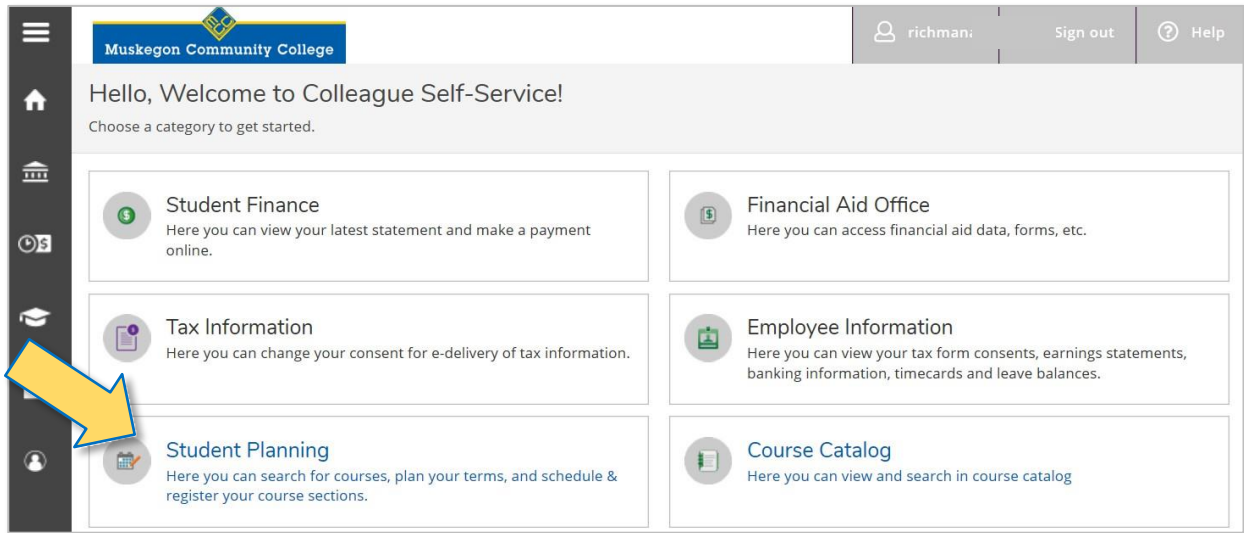 Muskegon Community College
Sign out
Help
Hello, Welcome to Colleague Self-Service!
Choose a category to get started.
Student Finance
Here you can view your latest statement and make a payment
online.
Financial Aid Office
Here you can access financial aid data, forms, etc.
Tax Information
Here you can change your consent for e-delivery of tax information.
Employee Information
Here you can view your tax form consents, earnings statements,
banking information, timecards and leave balances.
Student Planning
Here you can search for courses, plan your terms, and schedule &
register your course sections.
Course Catalog
Here you can view and search in course catalog